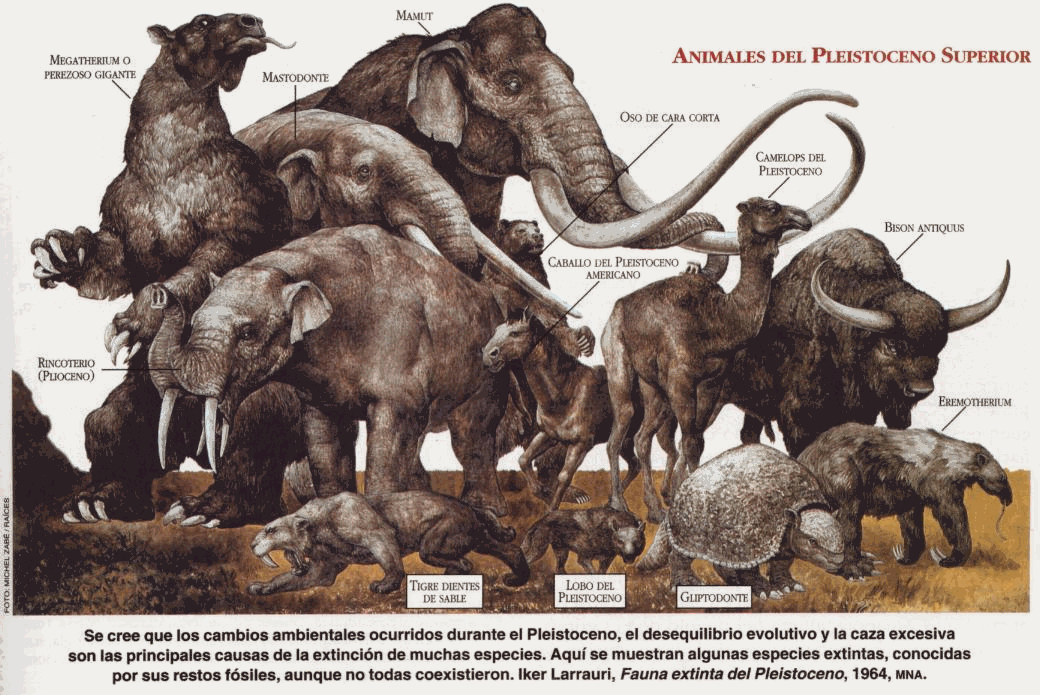 ANIMALES DEL PLEISTOCENO SUPERIOR
MAMUT
MEGATHERIUM O
PEREZOSO GIGANTE
MASTODONTE
OSO DE CARA CORTA
CAMELOPS DEL
PLEISTOCENO
BISON ANTIQUUS
CABALLO DEL PLEISTOCENO
AMERICANO
RINCOTERIO
(PLIOCENO)
EREMOTHERIUM
TIGRE DIENTES
DE SABLE
LOBO DEL
PLEISTOCENO
GLIPTODONTE
FOTO: MICHEL ZABÉ / RAÍCES
Se cree que los cambios ambientales ocurridos durante el Pleistoceno, el desequilibrio evolutivo y la caza excesiva
son las principales causas de la extinción de muchas especies. Aquí se muestran algunas especies extintas, conocidas
por sus restos fósiles, aunque no todas coexistieron. Iker Larrauri, Fauna extinta del Pleistoceno, 1964, MNA.